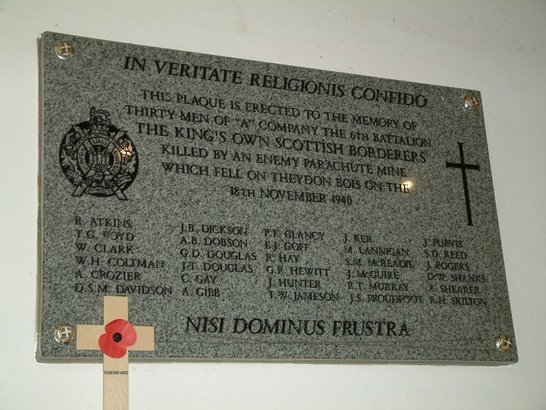 IN VERITATE RELIGIONIS CONFIDO
THIS PLAQUE IS ERECTED TO THE MEMORY OF
THIRTY MEN OF "A" COMPANY THE 6TH BATTALION
THE KING'S OWN SCOTTISH BORDERERS
KILLED BY AN ENEMY PARACHUTE MINE
WHICH FELL ON THEYDON BOIS ON THE
18TH NOVEMBER 1940
R. ATKINS
T.G. BOYD
W. CLARK
W.H. COLTMAN
A. CROZIER
D.S.M. DAVIDSON
J.B. DICKSON
A.B. DOBSON
G.D. DOUGLAS
J.T. DOUGLAS
C. GAY
A. GIBB
P.F. GLANCY
E.J. GOFF
R. HAY
G.R. HEWITT
J. HUNTER
T.W. JAMESON
J. KER
M. LANNIGAN
S.M. McREADIE
J. McGUIRE
R.T. MURRAY
J.S. PROUDFOOT
J. PURVIS
S.D. REED
J. ROGERS
D.W. SHANKS
F. SHEARER
R.H. SKILTON
NISI DOMINUS FRUSTRA
REMEMBRANCE